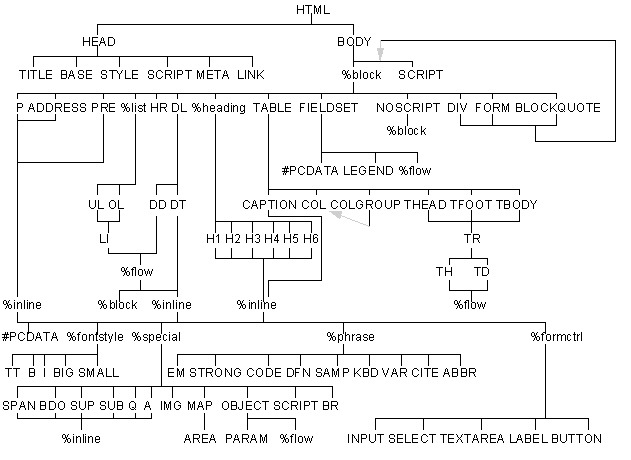 HTML
HEAD BODY
TITLE BASE STYLE SCRIPT META LINK %block SCRIPT
P ADDRESS PRE %list HR DL %heading TABLE FIELDSET NOSCRIPT DIV FORM BLOCKQUOTE
%block
#PCDATA LEGEND %flow
UL OL DD DT CAPTION COL COLGROUP THEAD TFOOT TBODY
LI H1 H2 H3 H4 H5 H6 TR
%flow TH TD
%inline %block %inline %inline %flow
#PCDATA %fontstyle %special %phrase %formctrl
TT B I BIG SMALL EM STRONG CODE DFN SAMP KBD VAR CITE ABBR
SPAN BDO SUP SUB Q A IMG MAP OBJECT SCRIPT BR
%inline AREA PARAM %flow INPUT SELECT TEXTAREA LABEL BUTTON